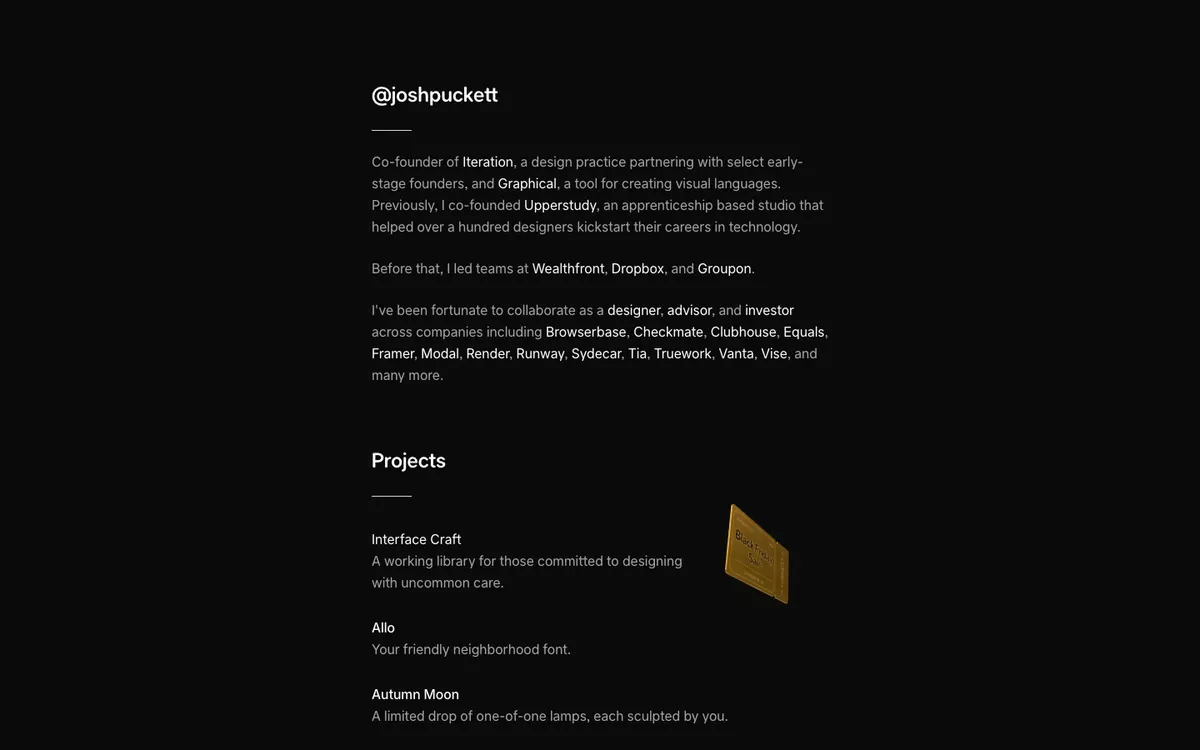 @joshpuckett
Co-founder of Iteration, a design practice partnering with select early-
stage founders, and Graphical, a tool for creating visual languages.
Previously, I co-founded Upperstudy, an apprenticeship based studio that
helped over a hundred designers kickstart their careers in technology.
Before that, I led teams at Wealthfront, Dropbox, and Groupon.
I've been fortunate to collaborate as a designer, advisor, and investor
across companies including Browserbase, Checkmate, Clubhouse, Equals,
Framer, Modal, Render, Runway, Sydecar, Tia, Truework, Vanta, Vise, and
many more.
Projects
Interface Craft
A working library for those committed to designing
with uncommon care.
Black Friday
Sale
Allo
Your friendly neighborhood font.
Autumn Moon
A limited drop of one-of-one lamps, each sculpted by you.